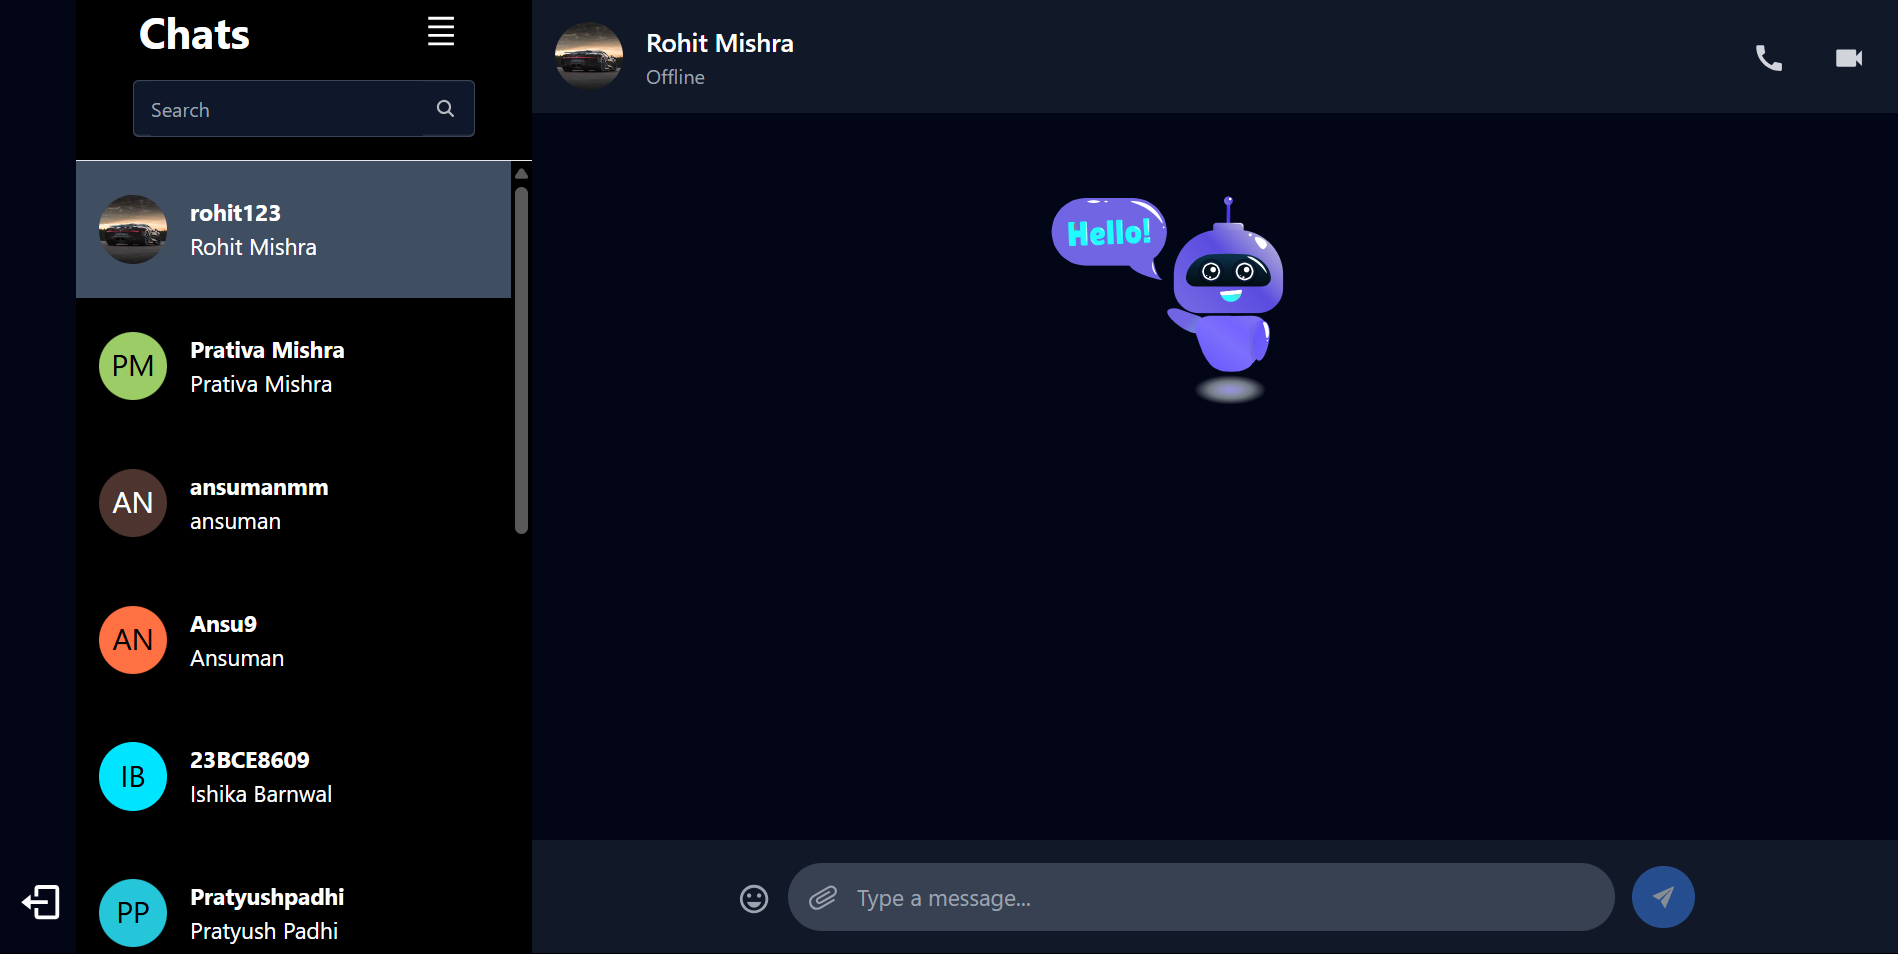 Chats
Search
rohit123
Rohit Mishra
PM
Prativa Mishra
Prativa Mishra
AN
ansumanmm
ansuman
AN
Ansu9
Ansuman
IB
23BCE8609
Ishika Barnwal
PP
Pratyushpadhi
Pratyush Padhi
Rohit Mishra
Offline
Hello!
Type a message...